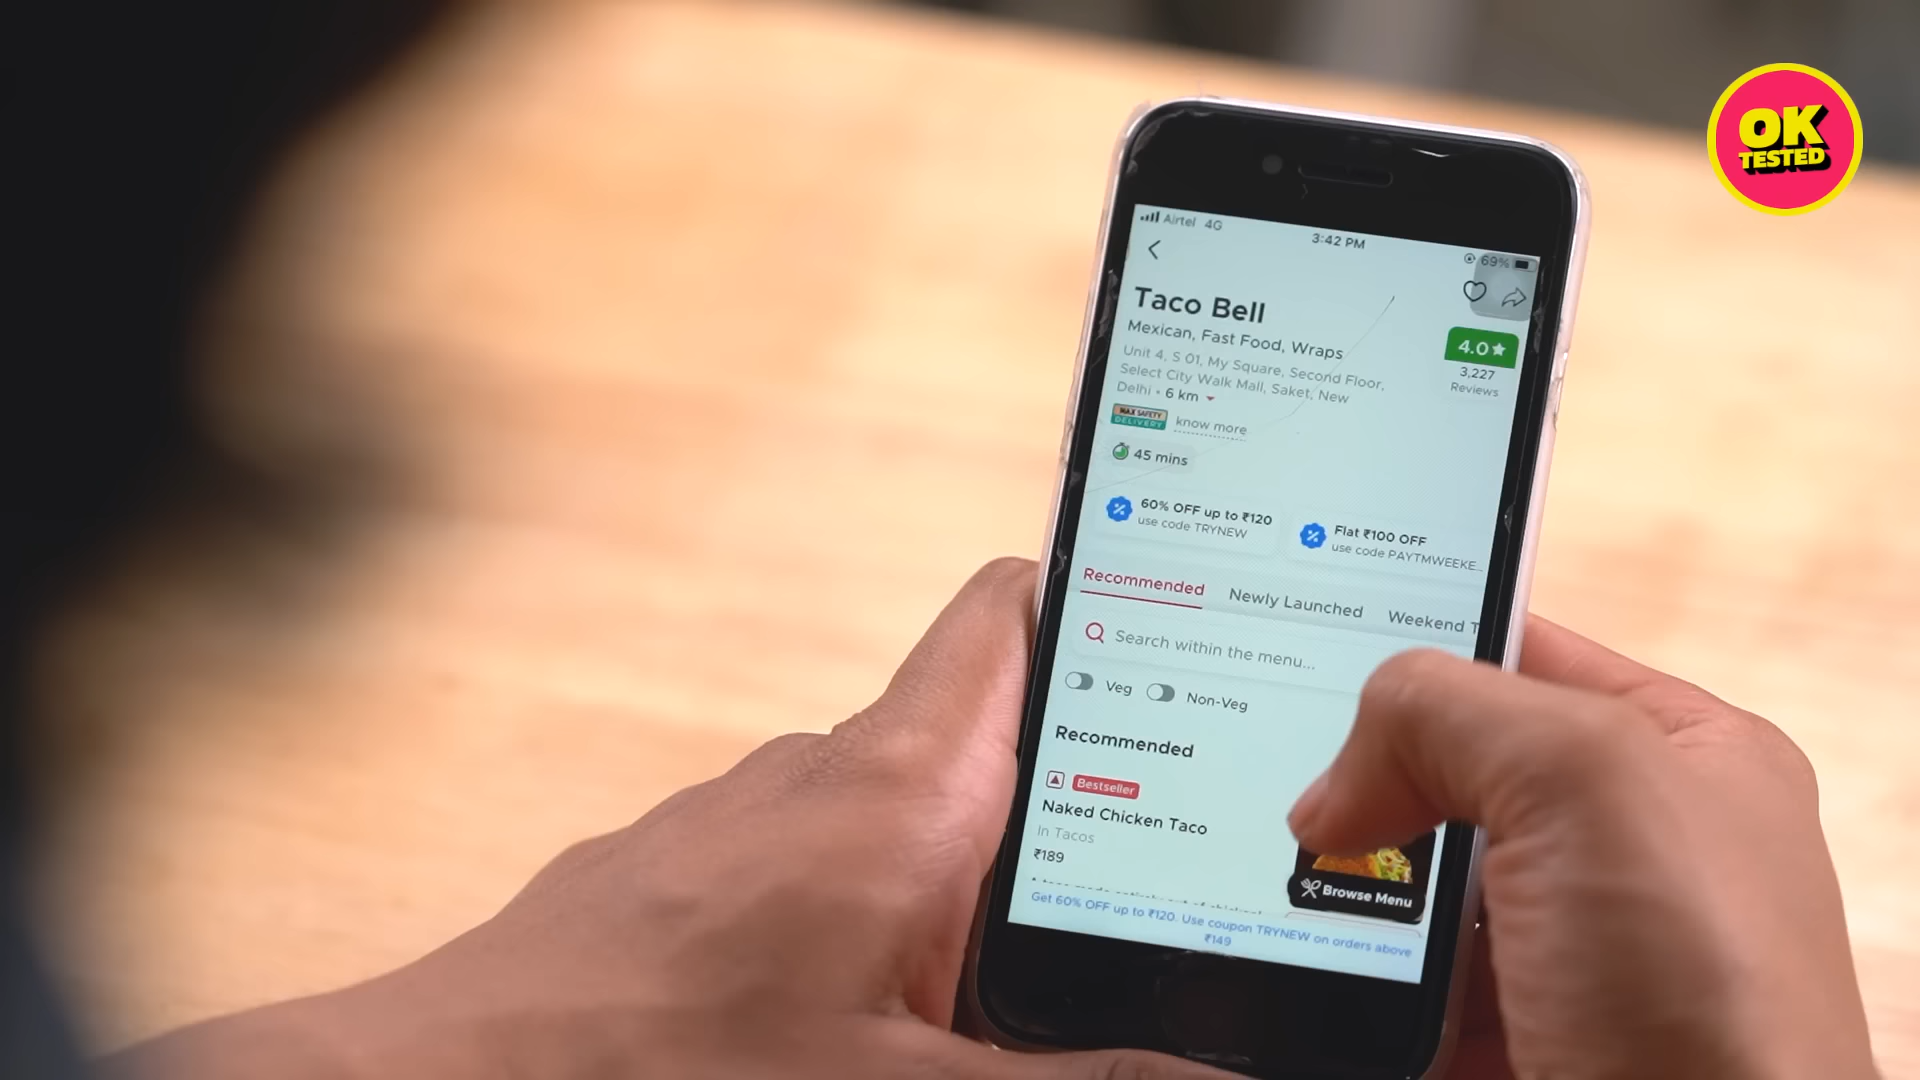 OK
TESTED
Airtel 4G
3:42 PM
69%
Taco Bell
Mexican, Fast Food, Wraps
4.0
3,227
Reviews
Unit 4, S 01, My Square, Second Floor,
Select City Walk Mall, Saket, New
Delhi • 6 km
MAX SAFETY
DELIVERY
know more
45 mins
60% OFF up to ₹120
use code TRYNEW
Flat ₹100 OFF
use code PAYTMWEEKE...
Recommended Newly Launched Weekend T
Search within the menu...
Veg Non-Veg
Recommended
Bestseller
Naked Chicken Taco
In Tacos
₹189
Browse Menu
Get 60% OFF up to ₹120. Use coupon TRYNEW on orders above
₹149